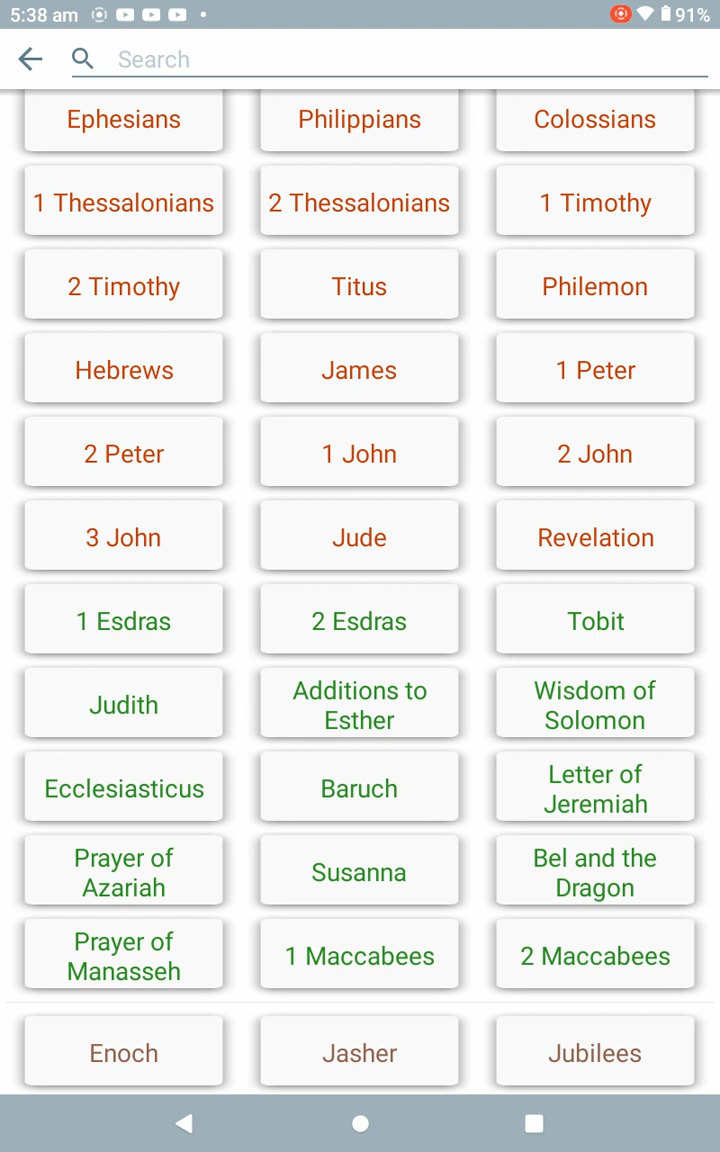 5:38 am
91%
Search
Ephesians
Philippians
Colossians
1 Thessalonians
2 Thessalonians
1 Timothy
2 Timothy
Titus
Philemon
Hebrews
James
1 Peter
2 Peter
1 John
2 John
3 John
Jude
Revelation
1 Esdras
2 Esdras
Tobit
Judith
Additions to
Esther
Wisdom of
Solomon
Ecclesiasticus
Baruch
Letter of
Jeremiah
Prayer of
Azariah
Susanna
Bel and the
Dragon
Prayer of
Manasseh
1 Maccabees
2 Maccabees
Enoch
Jasher
Jubilees